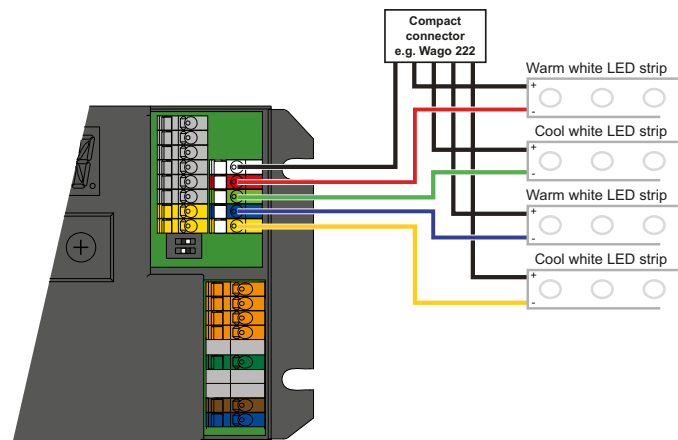 Compact
connector
e.g. Wago 222
Warm white LED strip
+
-
Cool white LED strip
+
-
Warm white LED strip
+
-
Cool white LED strip
+
-